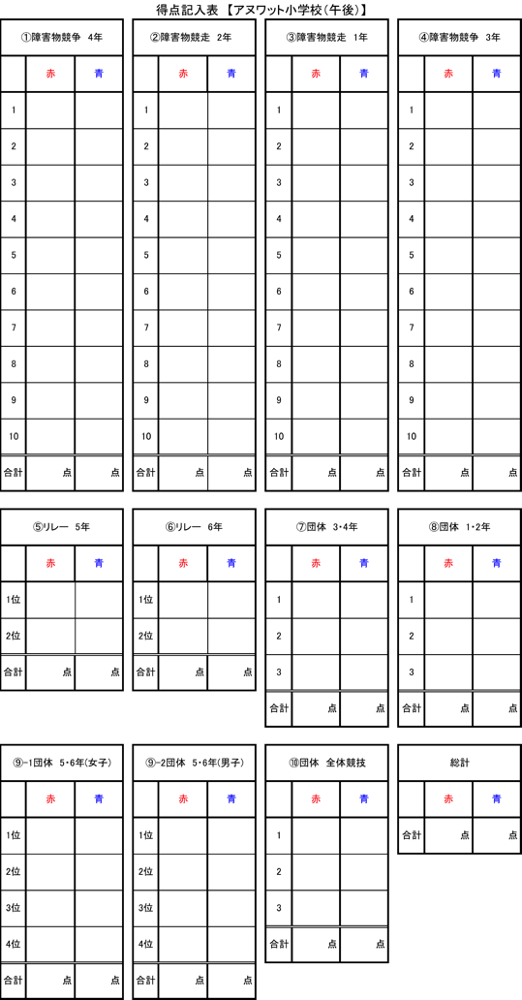 得点記入表 【アヌワット小学校（午後）】
①障害物競争 4年
赤 青
1
2
3
4
5
6
7
8
9
10
合計 点 点
②障害物競走 2年
赤 青
1
2
3
4
5
6
7
8
9
10
合計 点 点
③障害物競走 1年
赤 青
1
2
3
4
5
6
7
8
9
10
合計 点 点
④障害物競争 3年
赤 青
1
2
3
4
5
6
7
8
9
10
合計 点 点
⑤リレー 5年
赤 青
1位
2位
合計 点 点
⑥リレー 6年
赤 青
1位
2位
合計 点 点
⑦団体 3・4年
赤 青
1
2
3
合計 点 点
⑧団体 1・2年
赤 青
1
2
3
合計 点 点
⑨-1団体 5・6年(女子)
赤 青
1位
2位
3位
4位
合計 点 点
⑨-2団体 5・6年(男子)
赤 青
1位
2位
3位
4位
合計 点 点
⑩団体 全体競技
赤 青
1
2
3
合計 点 点
総計
赤 青
合計 点 点